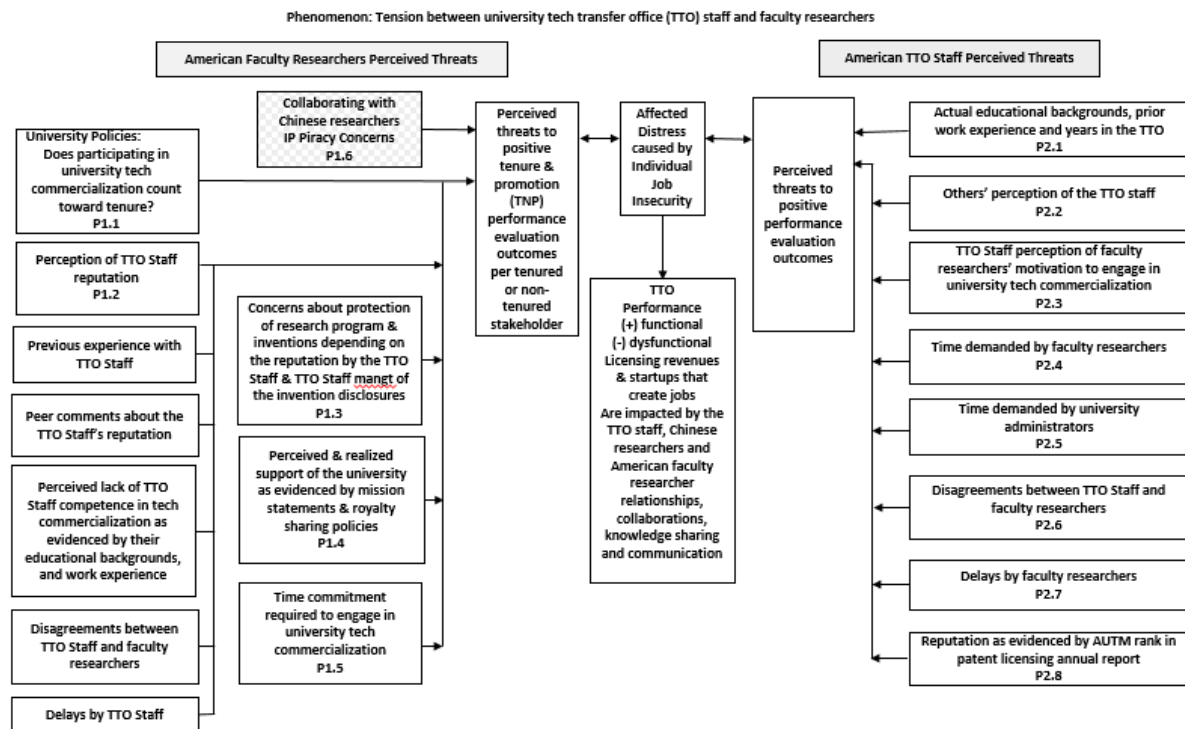 Phenomenon: Tension between university tech transfer office (TTO) staff and faculty researchers
American Faculty Researchers Perceived Threats
American TTO Staff Perceived Threats
Collaborating with
Chinese researchers
IP Piracy Concerns
P1.6
University Policies:
Does participating in
university tech
commercialization count
toward tenure?
P1.1
Perception of TTO Staff
reputation
P1.2
Previous experience with
TTO Staff
Peer comments about the
TTO Staff's reputation
Perceived lack of TTO
Staff competence in tech
commercialization as
evidenced by their
educational backgrounds,
and work experience
Disagreements between
TTO Staff and faculty
researchers
Delays by TTO Staff
Concerns about protection
of research program &
inventions depending on
the reputation by the TTO
Staff & TTO Staff mangt of
the invention disclosures
P1.3
Perceived & realized
support of the university
as evidenced by mission
statements & royalty
sharing policies
P1.4
Time commitment
required to engage in
university tech
commercialization
P1.5
Perceived
threats to
positive
tenure &
promotion
(TNP)
performance
evaluation
outcomes
per tenured
or non-
tenured
stakeholder
Affected
Distress
caused by
Individual
Job
Insecurity
TTO
Performance
(+) functional
(-) dysfunctional
Licensing revenues
& startups that
create jobs
Are impacted by the
TTO staff, Chinese
researchers and
American faculty
researcher
relationships,
collaborations,
knowledge sharing
and communication
Perceived
threats to
positive
performance
evaluation
outcomes
Actual educational backgrounds, prior
work experience and years in the TTO
P2.1
Others' perception of the TTO staff
P2.2
TTO Staff perception of faculty
researchers' motivation to engage in
university tech commercialization
P2.3
Time demanded by faculty researchers
P2.4
Time demanded by university
administrators
P2.5
Disagreements between TTO Staff and
faculty researchers
P2.6
Delays by faculty researchers
P2.7
Reputation as evidenced by AUTM rank in
patent licensing annual report
P2.8